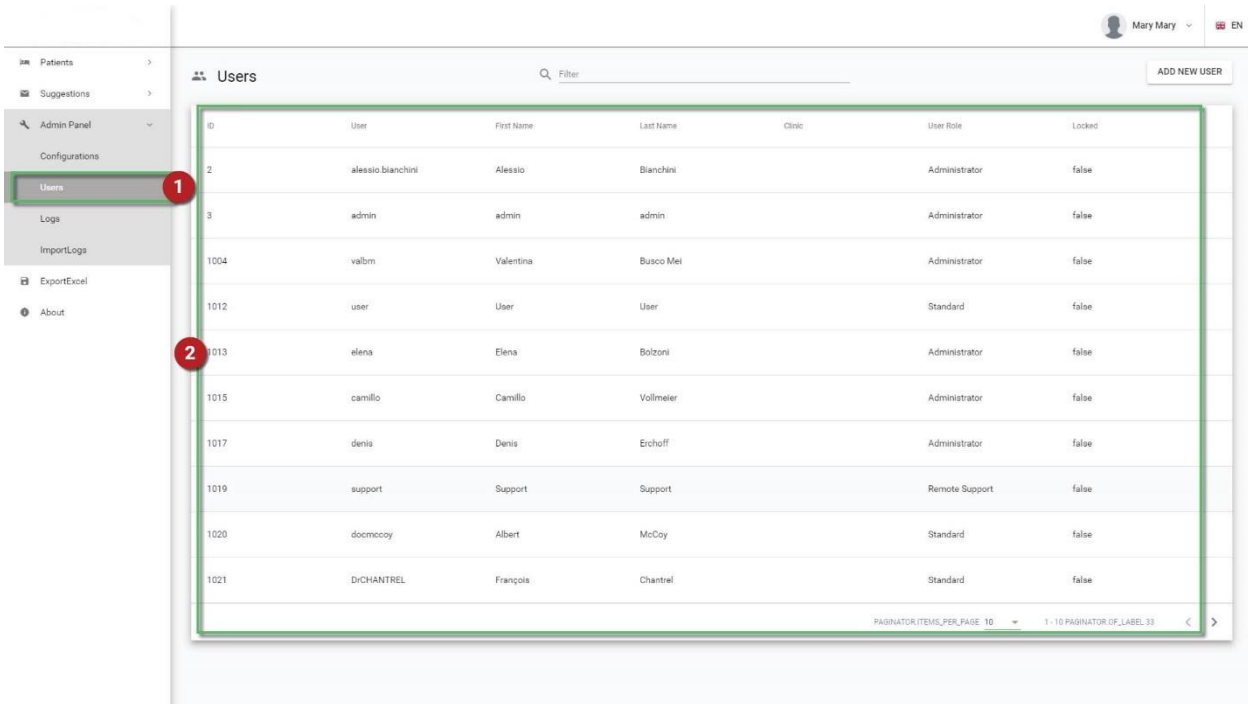 Mary Mary EN
Patients
Suggestions
Admin Panel
Configurations
Users
Logs
ImportLogs
ExportExcel
About
1
2
Users Filter ADD NEW USER
ID User First Name Last Name Clinic User Role Locked
2 alessio.bianchini Alessio Bianchini Administrator false
3 admin admin admin Administrator false
1004 valbm Valentina Busco Mei Administrator false
1012 user User User Standard false
1013 elena Elena Bolzoni Administrator false
1015 camillo Camillo Vollmeier Administrator false
1017 denis Denis Erchoff Administrator false
1019 support Support Support Remote Support false
1020 docmccoy Albert McCoy Standard false
1021 DrCHANTREL François Chantrel Standard false
PAGINATOR.ITEMS_PER_PAGE 10 1 - 10 PAGINATOR.OF_LABEL 33